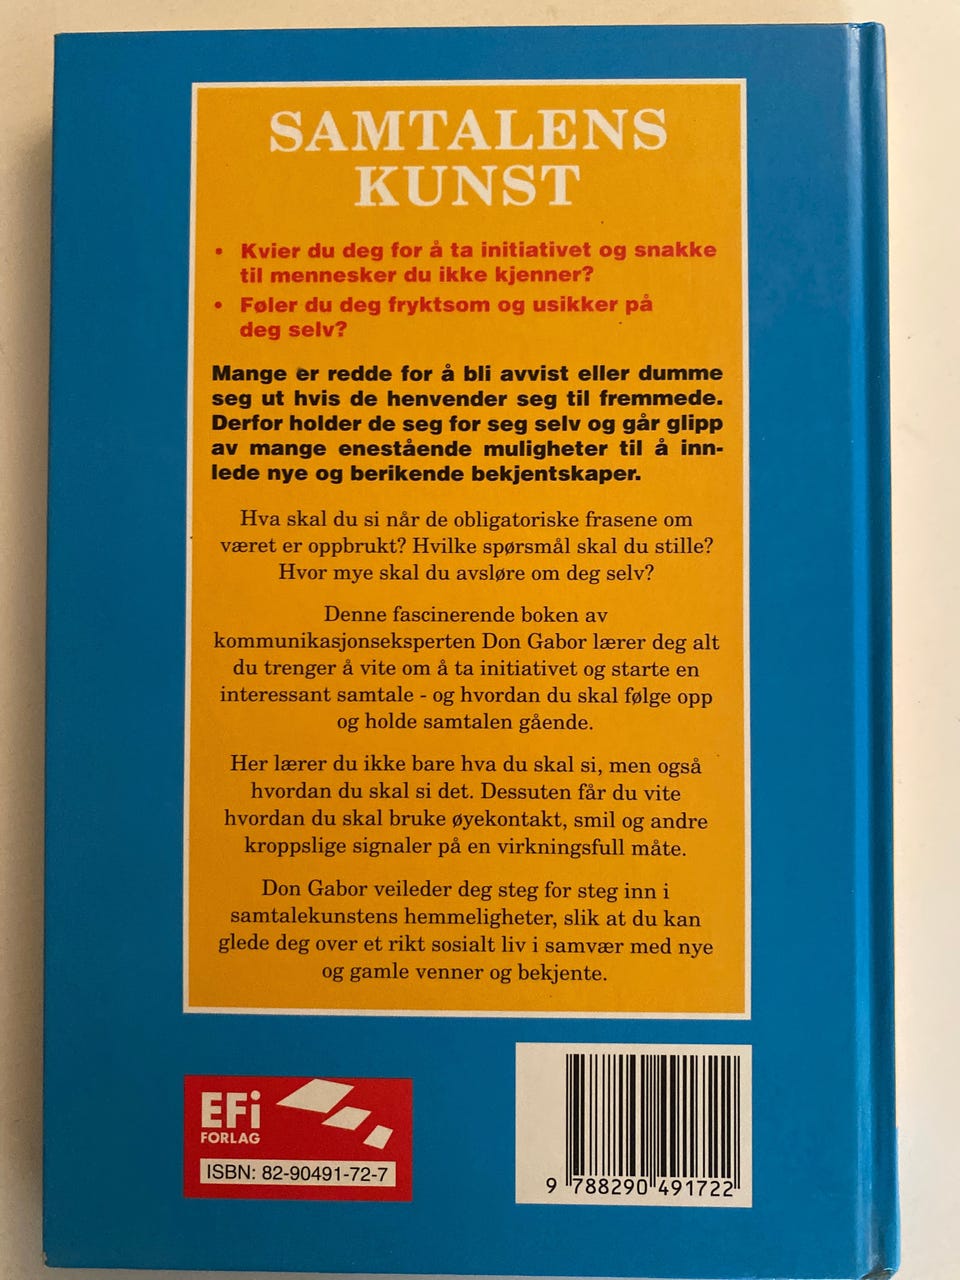 SAMTALENS
KUNST
• Kvier du deg for å ta initiativet og snakke
til mennesker du ikke kjenner?
• Føler du deg fryktsom og usikker på
deg selv?
Mange er redde for å bli avvist eller dumme
seg ut hvis de henvender seg til fremmede.
Derfor holder de seg for seg selv og går glipp
av mange enestående muligheter til å inn-
lede nye og berikende bekjentskaper.
Hva skal du si når de obligatoriske frasene om
været er oppbrukt? Hvilke spørsmål skal du stille?
Hvor mye skal du avsløre om deg selv?
Denne fascinerende boken av
kommunikasjonseksperten Don Gabor lærer deg alt
du trenger å vite om å ta initiativet og starte en
interessant samtale - og hvordan du skal følge opp
og holde samtalen gående.
Her lærer du ikke bare hva du skal si, men også
hvordan du skal si det. Dessuten får du vite
hvordan du skal bruke øyekontakt, smil og andre
kroppslige signaler på en virkningsfull måte.
Don Gabor veileder deg steg for steg inn i
samtalekunstens hemmeligheter, slik at du kan
glede deg over et rikt sosialt liv i samvær med nye
og gamle venner og bekjente.
EFi
FORLAG
ISBN: 82-90491-72-7
9 788290 491722